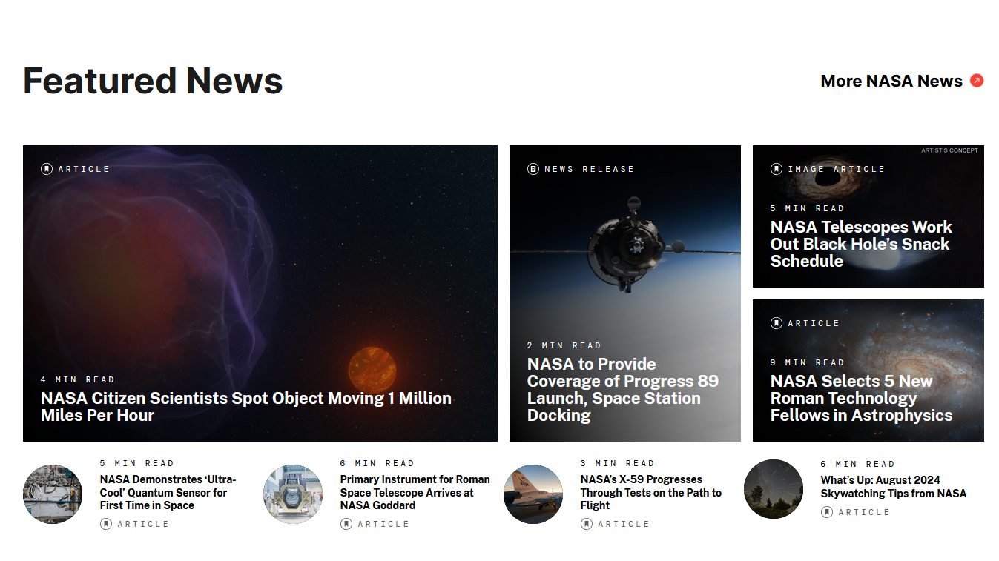 Featured News
More NASA News
ARTICLE
4 MIN READ
NASA Citizen Scientists Spot Object Moving 1 Million
Miles Per Hour
NEWS RELEASE
2 MIN READ
NASA to Provide
Coverage of Progress 89
Launch, Space Station
Docking
ARTIST'S CONCEPT
IMAGE ARTICLE
5 MIN READ
NASA Telescopes Work
Out Black Hole’s Snack
Schedule
ARTICLE
9 MIN READ
NASA Selects 5 New
Roman Technology
Fellows in Astrophysics
5 MIN READ
NASA Demonstrates ‘Ultra-
Cool’ Quantum Sensor for
First Time in Space
ARTICLE
6 MIN READ
Primary Instrument for Roman
Space Telescope Arrives at
NASA Goddard
ARTICLE
3 MIN READ
NASA’s X-59 Progresses
Through Tests on the Path to
Flight
ARTICLE
6 MIN READ
What’s Up: August 2024
Skywatching Tips from NASA
ARTICLE